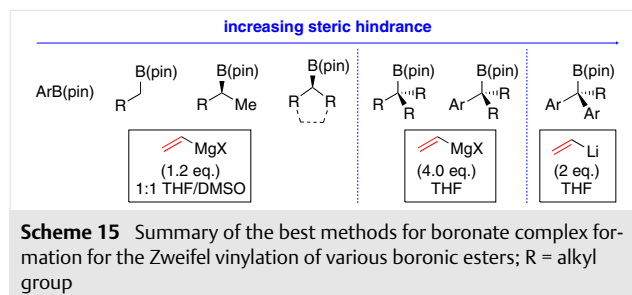 increasing steric hindrance
ArB(pin)
B(pin)
R
B(pin)
R
Me
B(pin)
R
R
B(pin)
R
R
R
B(pin)
Ar
R
R
B(pin)
Ar
R
Ar
MgX
(1.2 eq.)
1:1 THF/DMSO
MgX
(4.0 eq.)
THF
Li
(2 eq.)
THF
Scheme 15 Summary of the best methods for boronate complex for-
mation for the Zweifel vinylation of various boronic esters; R = alkyl
group